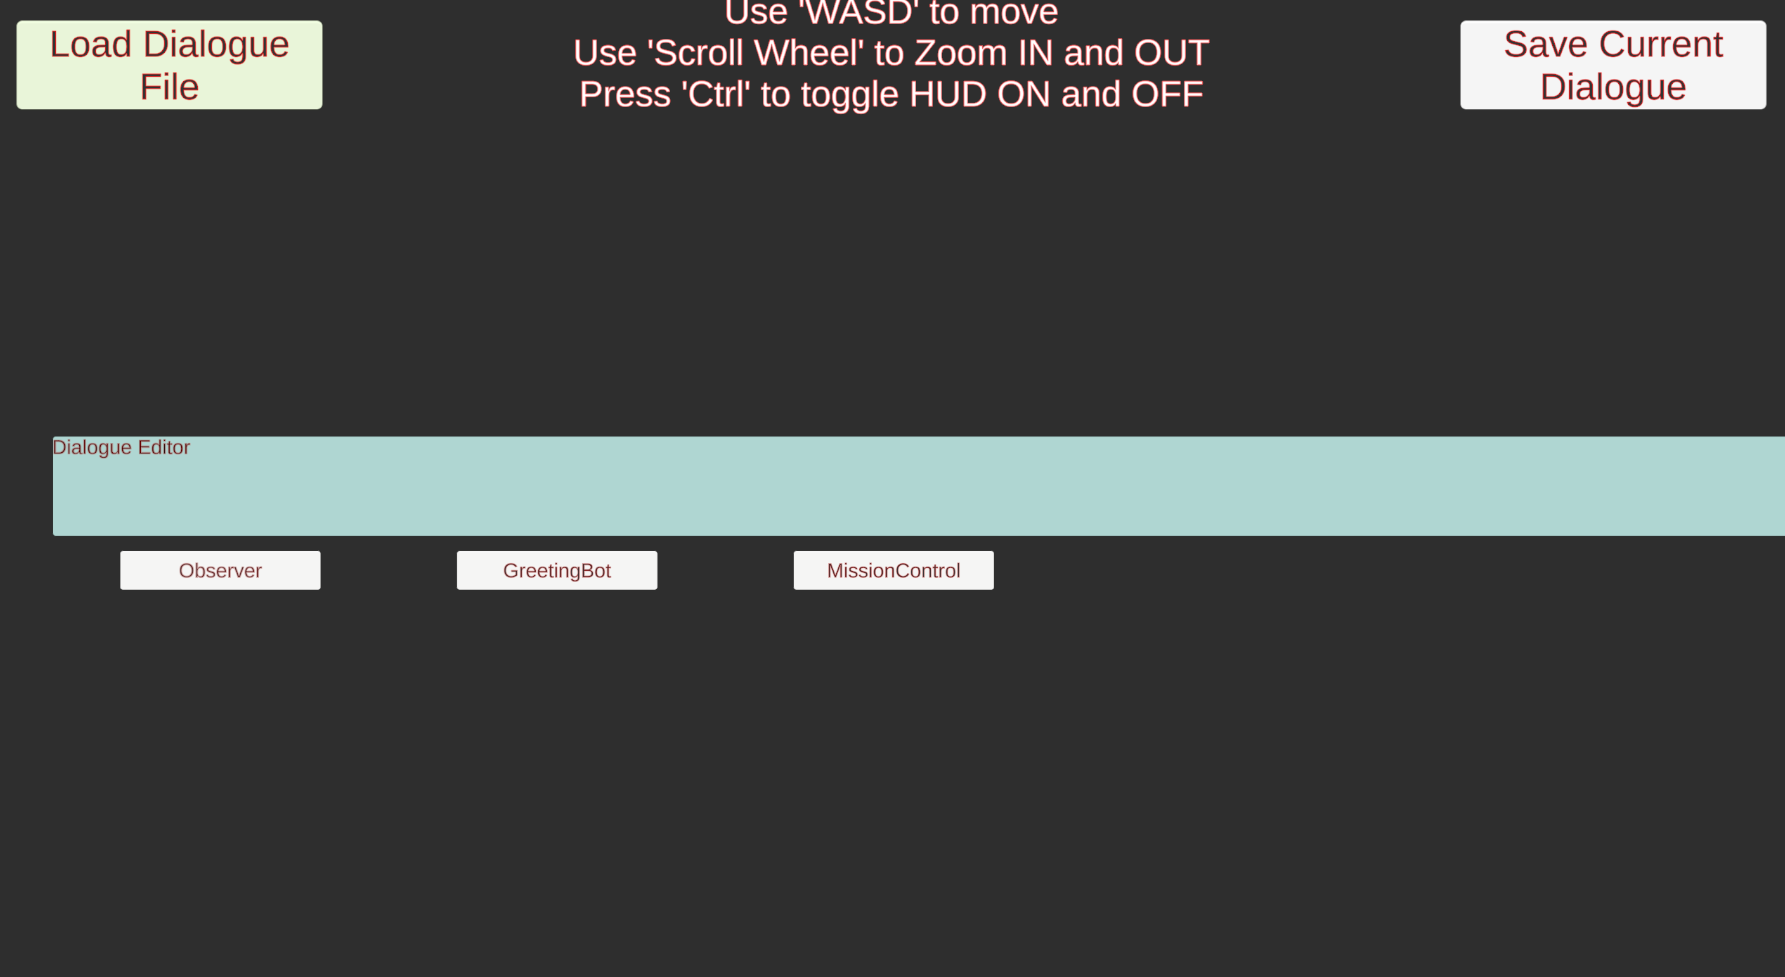 Use 'WASD' to move
Load Dialogue
File
Use 'Scroll Wheel' to Zoom IN and OUT
Press 'Ctrl' to toggle HUD ON and OFF
Save Current
Dialogue
Dialogue Editor
Observer
GreetingBot
MissionControl